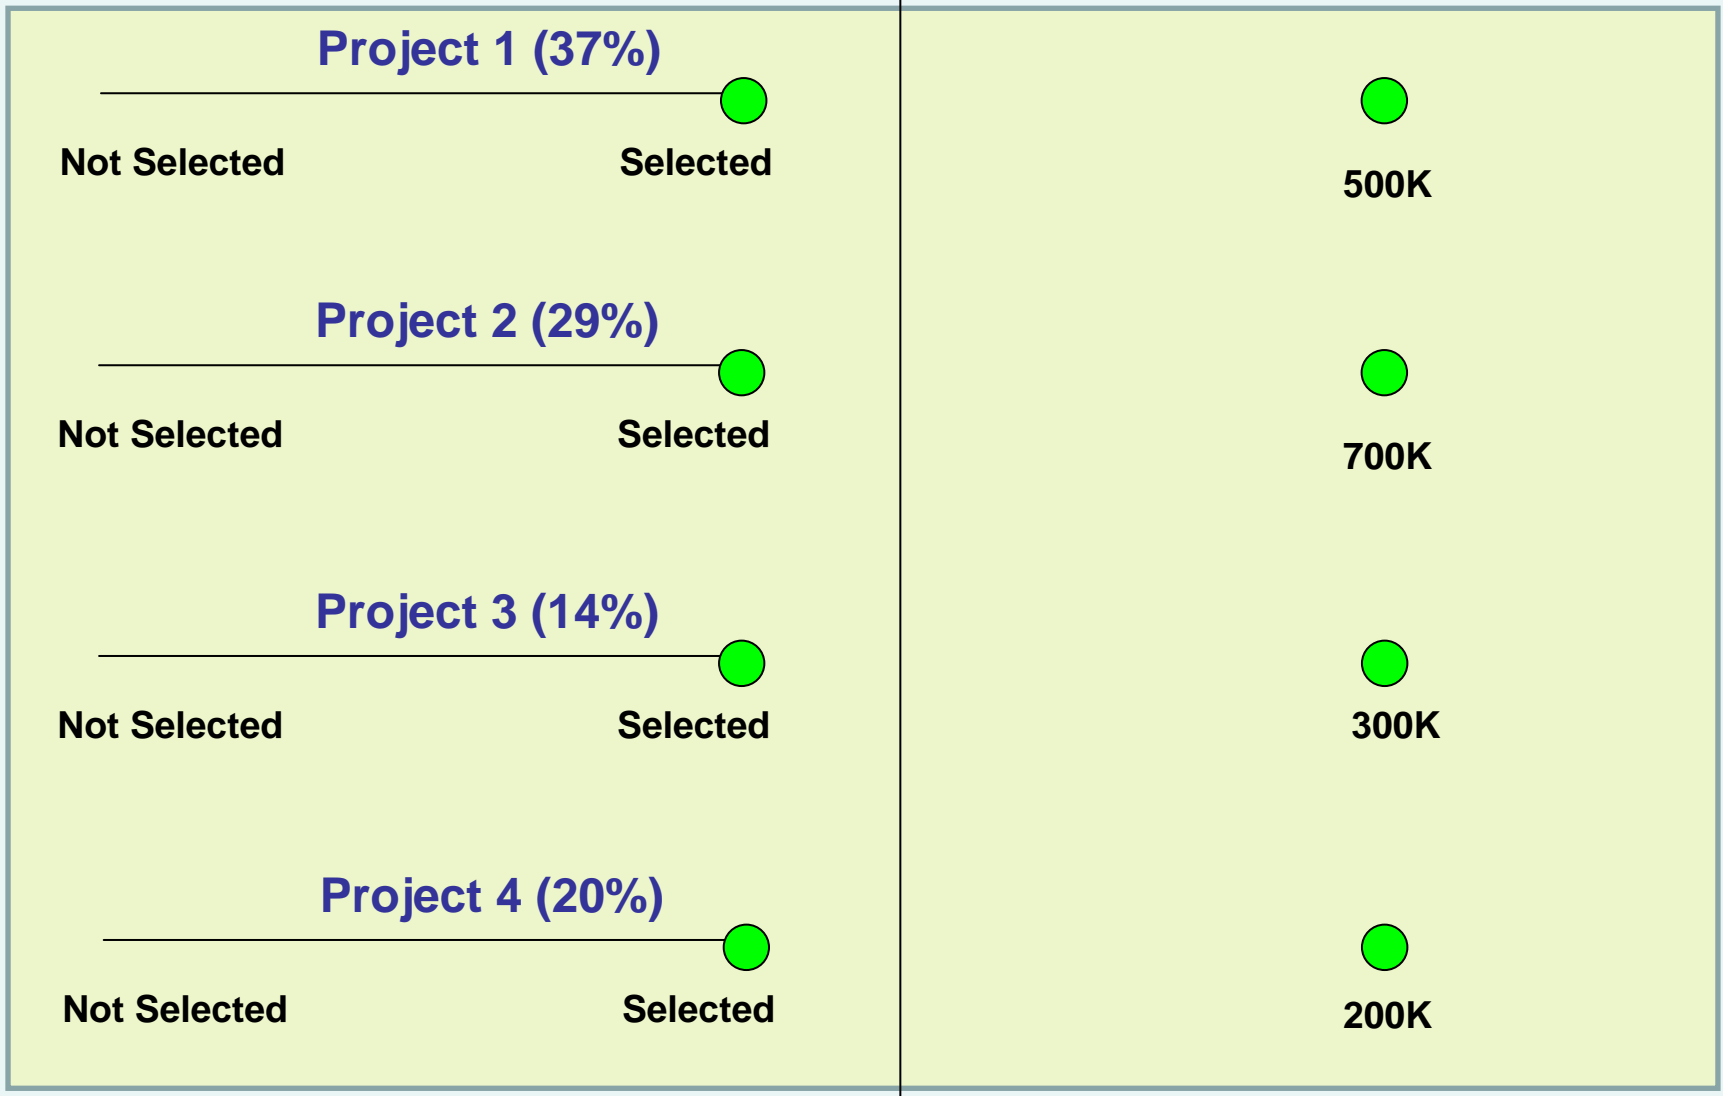 Project 1 (37%)
Not Selected Selected
500K
Project 2 (29%)
Not Selected Selected
700K
Project 3 (14%)
Not Selected Selected
300K
Project 4 (20%)
Not Selected Selected
200K